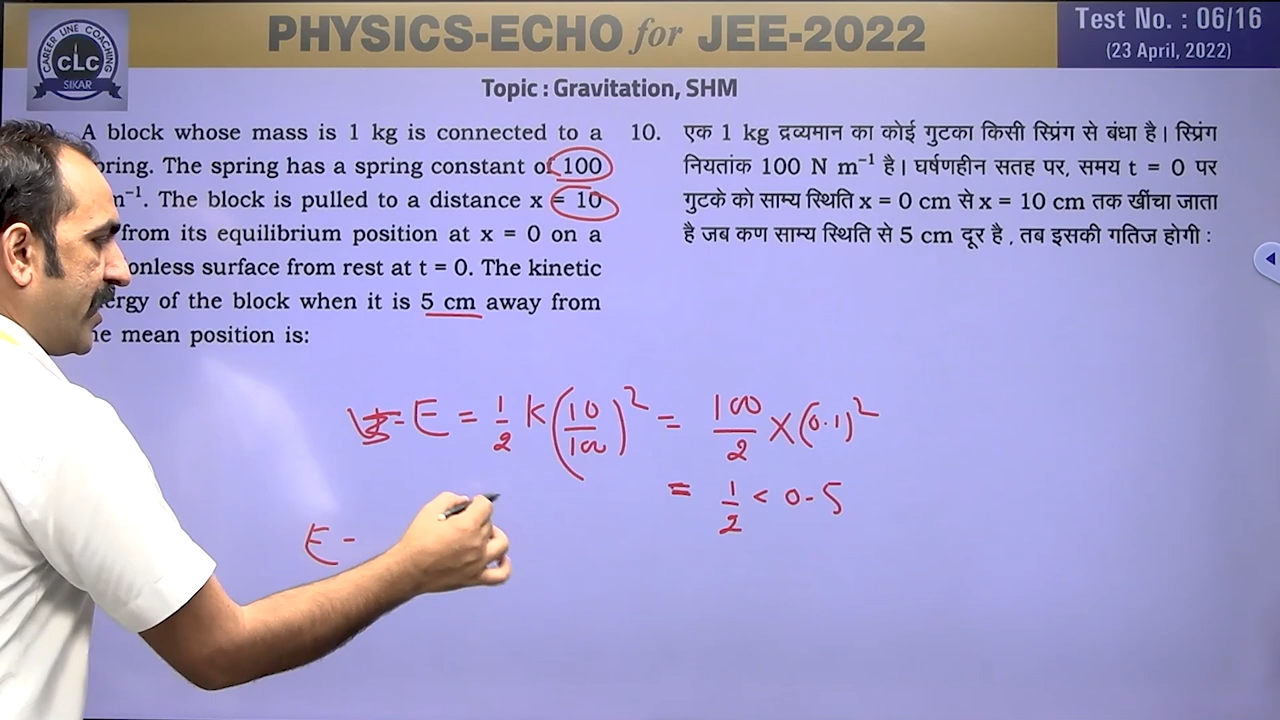 PHYSICS-ECHO for JEE-2022
Test No. : 06/16
(23 April, 2022)
CAREER LINE COACHING
CLC
SIKAR
Topic : Gravitation, SHM
A block whose mass is 1 kg is connected to a
The spring has a spring constant of 100
m⁻¹. The block is pulled to a distance x = 10
from its equilibrium position at x = 0 on a
surface from rest at t = 0. The kinetic
of the block when it is 5 cm away from
mean position is:
10. एक 1 kg द्रव्यमान का कोई गुटका किसी स्प्रिंग से बंधा है। स्प्रिंग
नियतांक 100 N m⁻¹ है। घर्षणहीन सतह पर, समय t = 0 पर
गुटके को साम्य स्थिति x = 0 cm से x = 10 cm तक खींचा जाता
है जब कण साम्य स्थिति से 5 cm दूर है , तब इसकी गतिज होगी :
E = 1/2 K (10/100)² = 100/2 × (0.1)²
= 1/2 < 0-5
E -